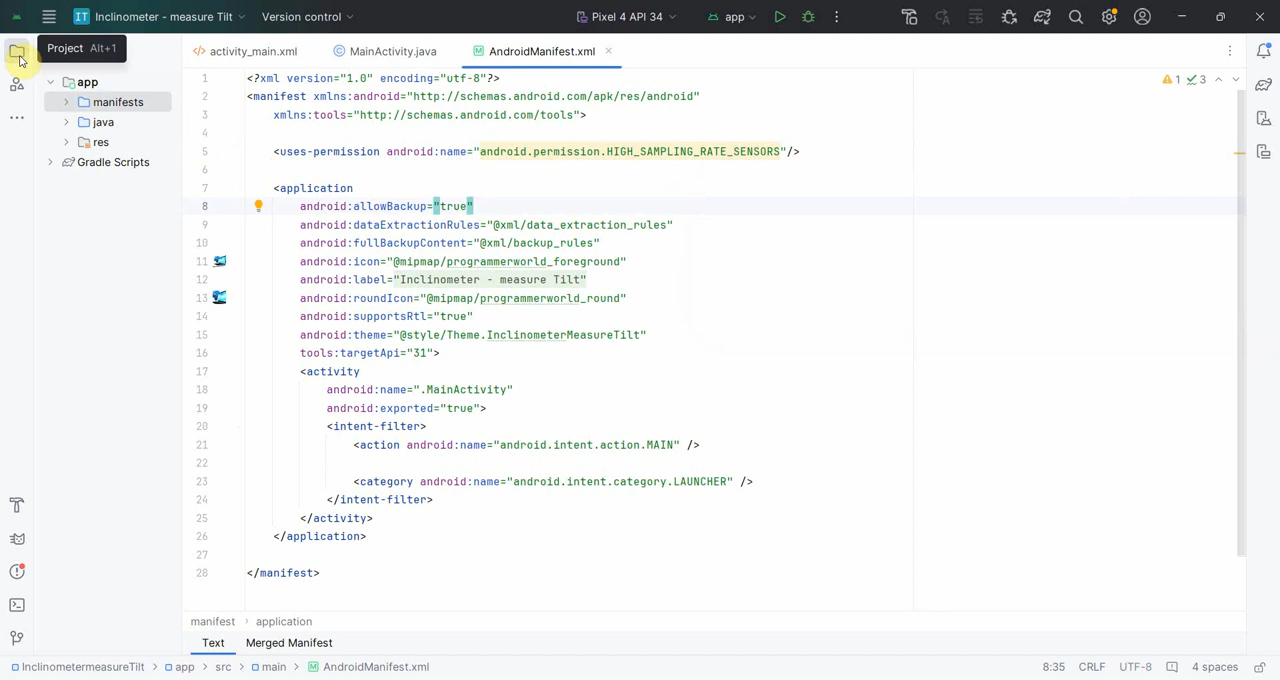 IT Inclinometer - measure Tilt Version control Pixel 4 API 34 app
Project Alt+1
activity_main.xml MainActivity.java AndroidManifest.xml
app
manifests
java
res
Gradle Scripts
1 <?xml version="1.0" encoding="utf-8"?>
2 <manifest xmlns:android="http://schemas.android.com/apk/res/android"
3 xmlns:tools="http://schemas.android.com/tools">
4
5 <uses-permission android:name="android.permission.HIGH_SAMPLING_RATE_SENSORS"/>
6
7 <application
8 android:allowBackup="true"
9 android:dataExtractionRules="@xml/data_extraction_rules"
10 android:fullBackupContent="@xml/backup_rules"
11 android:icon="@mipmap/programmerworld_foreground"
12 android:label="Inclinometer - measure Tilt"
13 android:roundIcon="@mipmap/programmerworld_round"
14 android:supportsRtl="true"
15 android:theme="@style/Theme.InclinometerMeasureTilt"
16 tools:targetApi="31">
17 <activity
18 android:name=".MainActivity"
19 android:exported="true">
20 <intent-filter>
21 <action android:name="android.intent.action.MAIN" />
22
23 <category android:name="android.intent.category.LAUNCHER" />
24 </intent-filter>
25 </activity>
26 </application>
27
28 </manifest>
1 3
manifest › application
Text Merged Manifest
InclinometermeasureTilt > app > src > main > AndroidManifest.xml 8:35 CRLF UTF-8 4 spaces